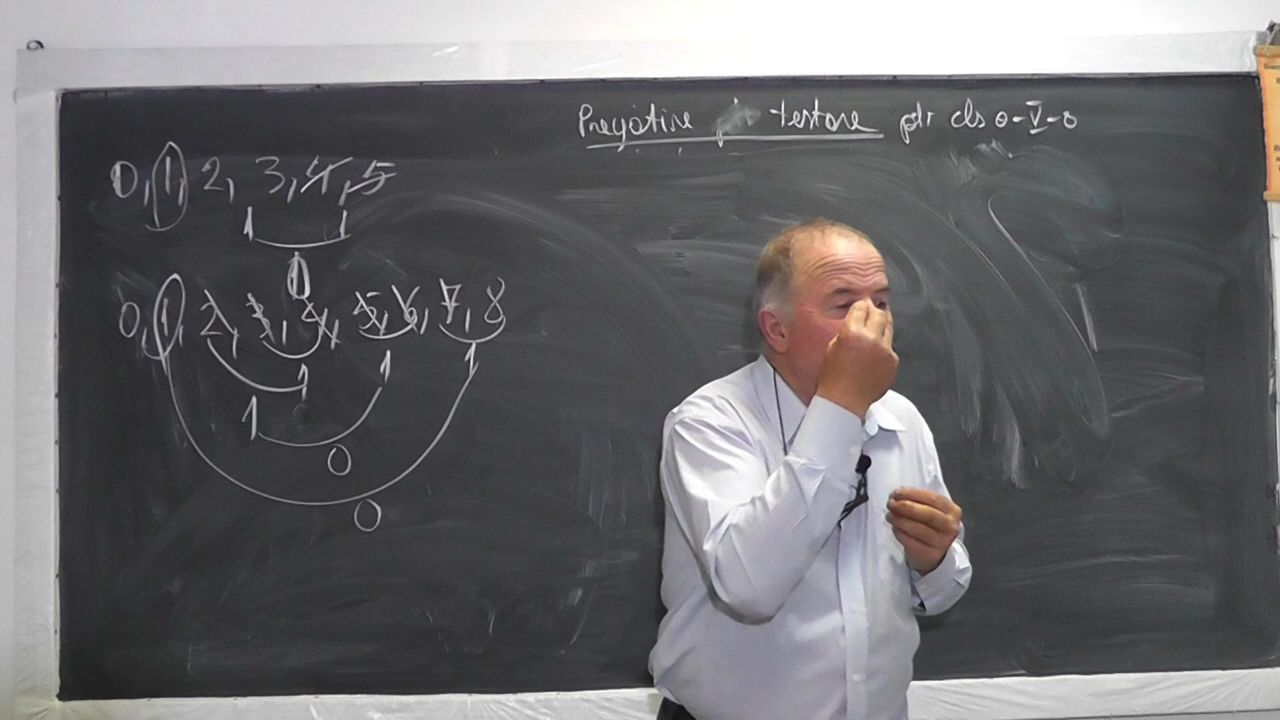 Pregătire testare ptr cls a-V-a
0, 1, 2, 3, 4, 5
1 1
0
0, 1, 2, 3, 4, 5, 6, 7, 8
1 1 1
1
0
0